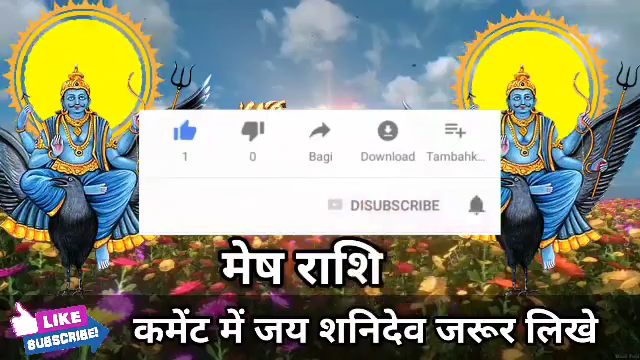 1
0
Bagi
Download
Tambahk...
DISUBSCRIBE
मेष राशि
LIKE
SUBSCRIBE!
कमेंट में जय शनिदेव जरूर लिखे